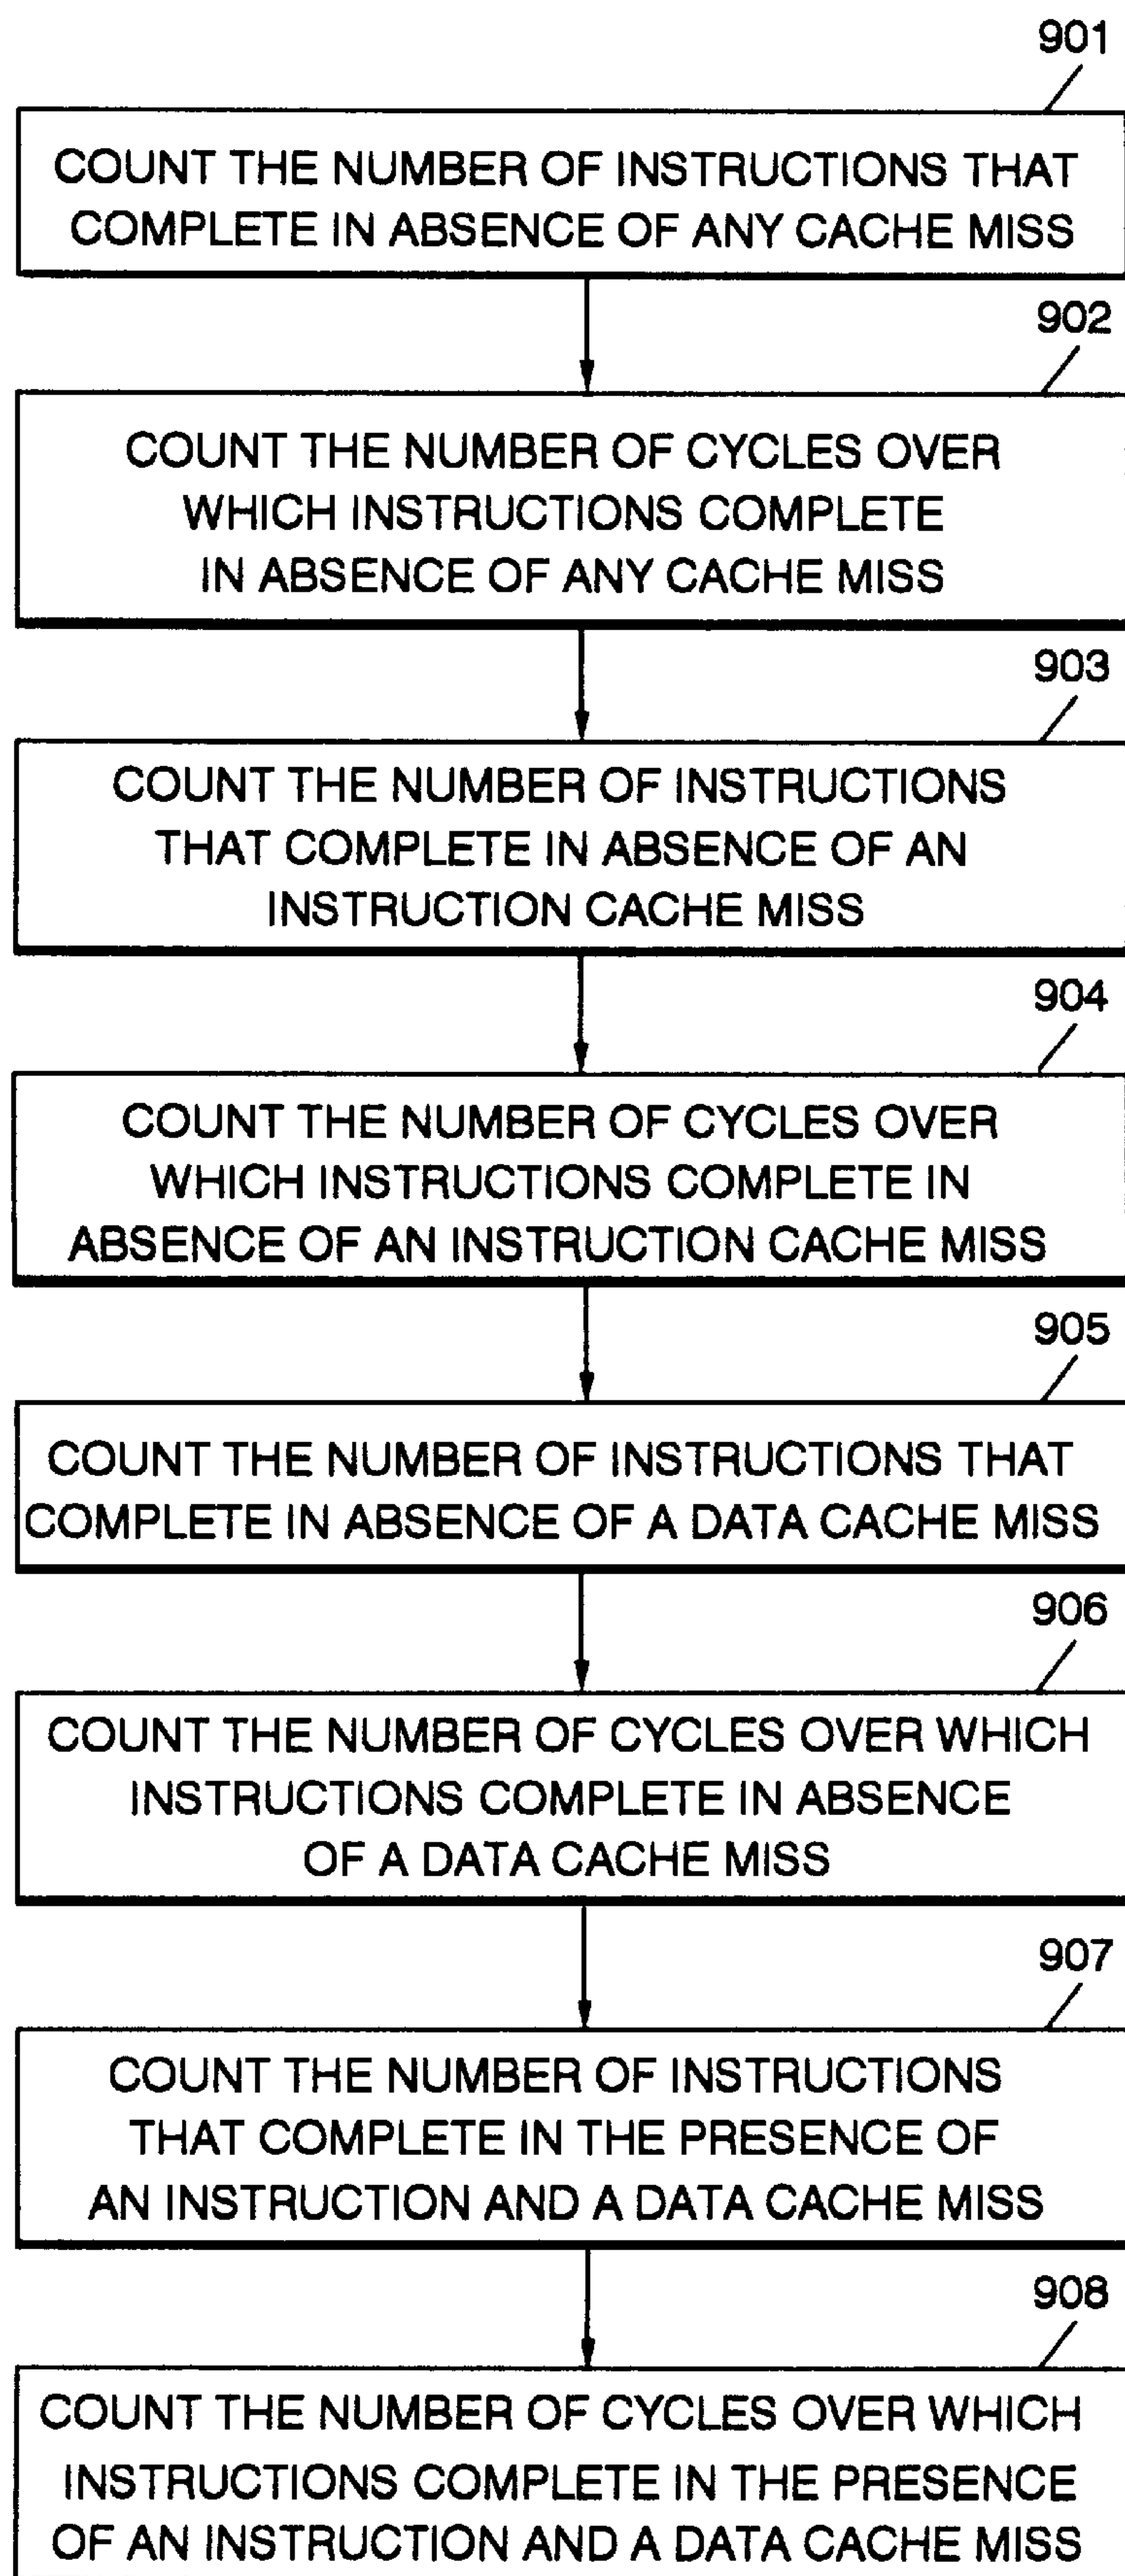 901
COUNT THE NUMBER OF INSTRUCTIONS THAT
COMPLETE IN ABSENCE OF ANY CACHE MISS
902
COUNT THE NUMBER OF CYCLES OVER
WHICH INSTRUCTIONS COMPLETE
IN ABSENCE OF ANY CACHE MISS
903
COUNT THE NUMBER OF INSTRUCTIONS
THAT COMPLETE IN ABSENCE OF AN
INSTRUCTION CACHE MISS
904
COUNT THE NUMBER OF CYCLES OVER
WHICH INSTRUCTIONS COMPLETE IN
ABSENCE OF AN INSTRUCTION CACHE MISS
905
COUNT THE NUMBER OF INSTRUCTIONS THAT
COMPLETE IN ABSENCE OF A DATA CACHE MISS
906
COUNT THE NUMBER OF CYCLES OVER WHICH
INSTRUCTIONS COMPLETE IN ABSENCE
OF A DATA CACHE MISS
907
COUNT THE NUMBER OF INSTRUCTIONS
THAT COMPLETE IN THE PRESENCE OF
AN INSTRUCTION AND A DATA CACHE MISS
908
COUNT THE NUMBER OF CYCLES OVER WHICH
INSTRUCTIONS COMPLETE IN THE PRESENCE
OF AN INSTRUCTION AND A DATA CACHE MISS